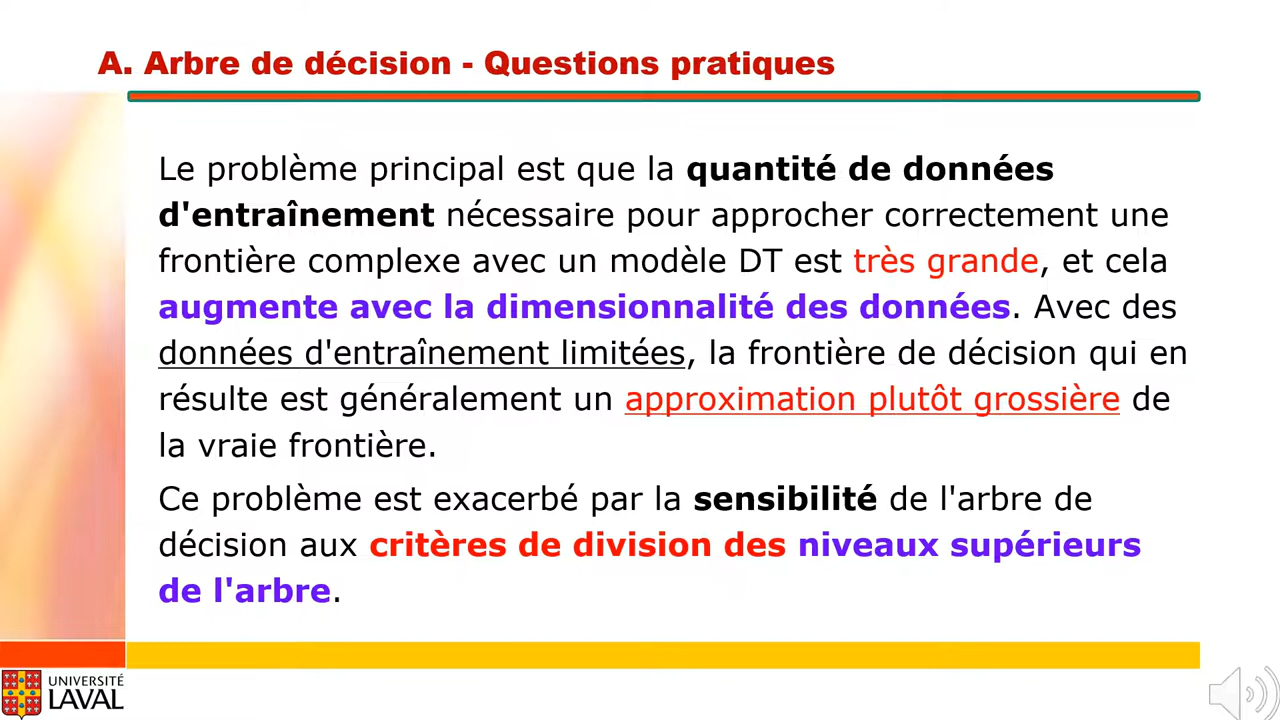 A. Arbre de décision - Questions pratiques
Le problème principal est que la quantité de données
d'entraînement nécessaire pour approcher correctement une
frontière complexe avec un modèle DT est très grande, et cela
augmente avec la dimensionnalité des données. Avec des
données d'entraînement limitées, la frontière de décision qui en
résulte est généralement un approximation plutôt grossière de
la vraie frontière.
Ce problème est exacerbé par la sensibilité de l'arbre de
décision aux critères de division des niveaux supérieurs
de l'arbre.
UNIVERSITÉ
LAVAL